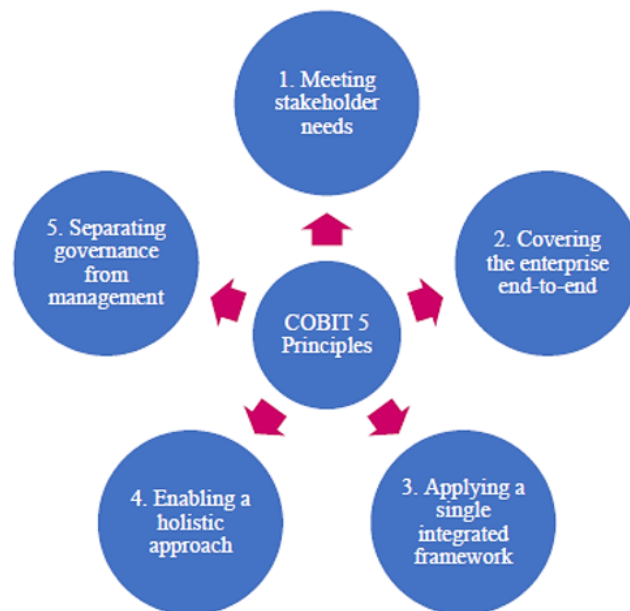 1. Meeting
stakeholder
needs
5. Separating
governance
from
management
2. Covering
the enterprise
end-to-end
COBIT 5
Principles
4. Enabling a
holistic
approach
3. Applying a
single
integrated
framework